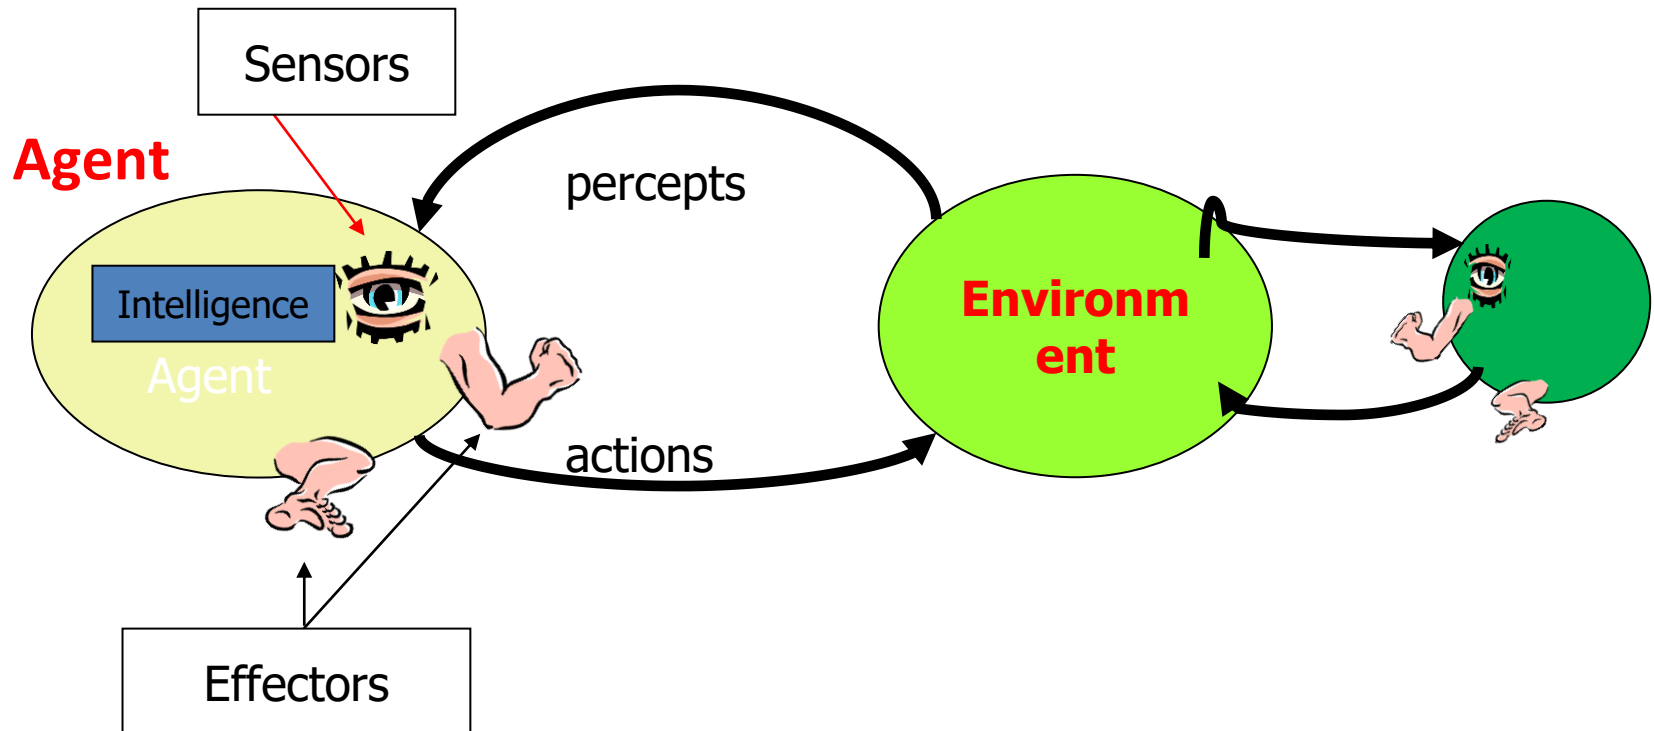 Sensors
Agent
percepts
Intelligence
Agent
Environm
ent
actions
Effectors